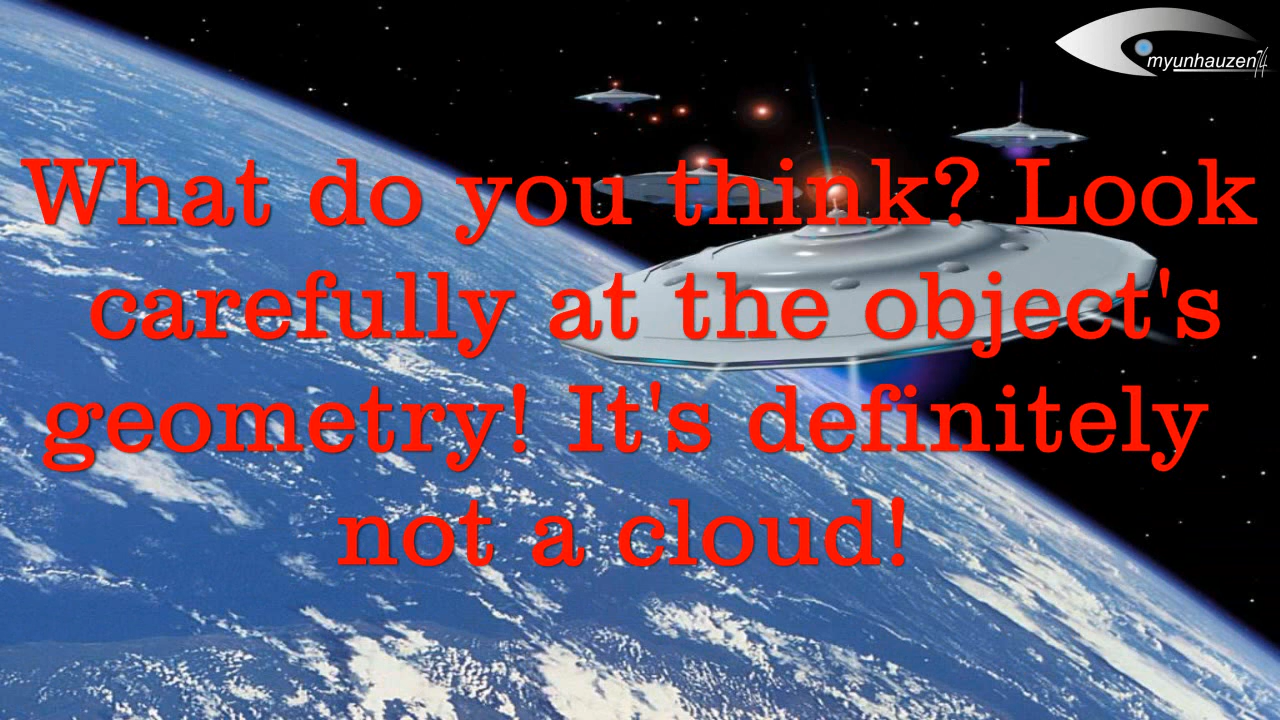 myunhauzen74
What do you think? Look
carefully at the object's
geometry! It's definitely
not a cloud!